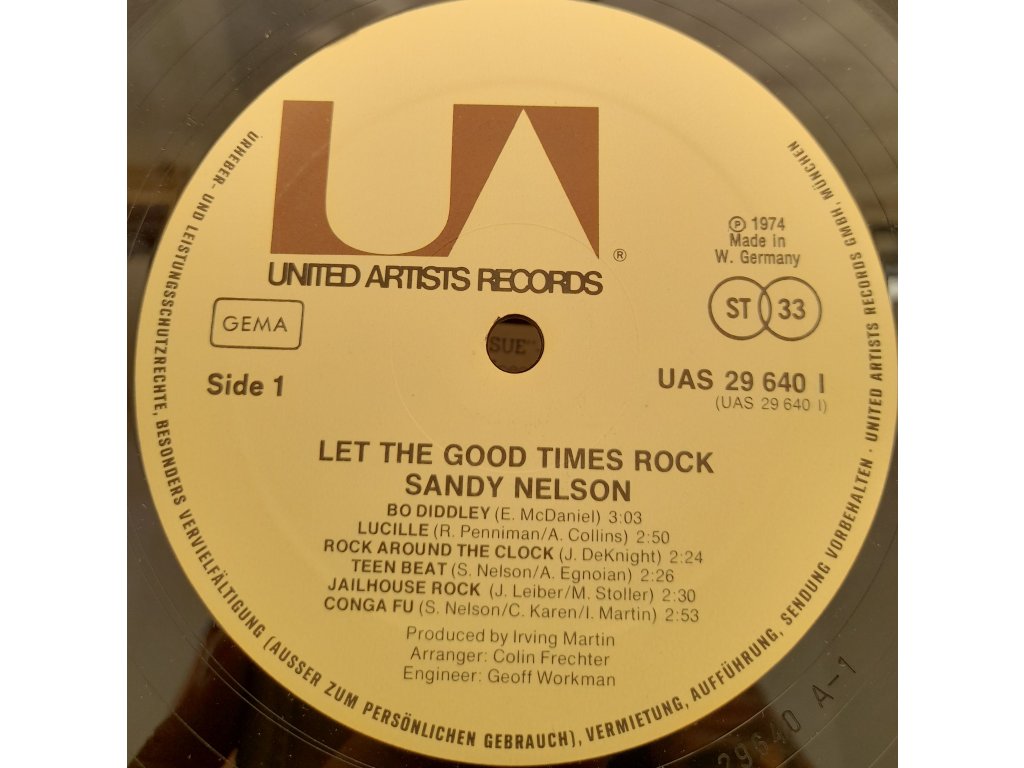 UA
UNITED ARTISTS RECORDS ®
℗ 1974
Made in
W. Germany
GEMA
ST 33
Side 1
SUE
UAS 29 640 I
(UAS 29 640 I)
LET THE GOOD TIMES ROCK
SANDY NELSON
BO DIDDLEY (E. McDaniel) 3:03
LUCILLE (R. Penniman/A. Collins) 2:50
ROCK AROUND THE CLOCK (J. DeKnight) 2:24
TEEN BEAT (S. Nelson/A. Egnoian) 2:26
JAILHOUSE ROCK (J. Leiber/M. Stoller) 2:30
CONGA FU (S. Nelson/C. Karen/I. Martin) 2:53
Produced by Irving Martin
Arranger: Colin Frechter
Engineer: Geoff Workman
URHEBER- UND LEISTUNGSSCHUTZRECHTE, BESONDERS VERVIELFÄLTIGUNG (AUSSER ZUM PERSÖNLICHEN GEBRAUCH), VERMIETUNG, AUFFÜHRUNG, SENDUNG VORBEHALTEN · UNITED ARTISTS RECORDS GMBH, MÜNCHEN
29640 A-1